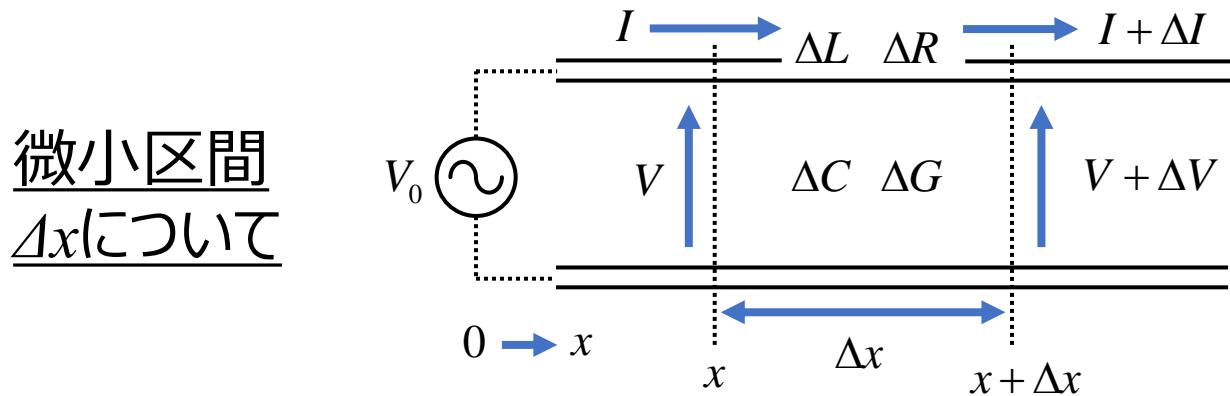 微小区間
Δxについて
I
ΔL ΔR
I + ΔI
V₀
V
ΔC ΔG
V + ΔV
0
x
x
Δx
x + Δx